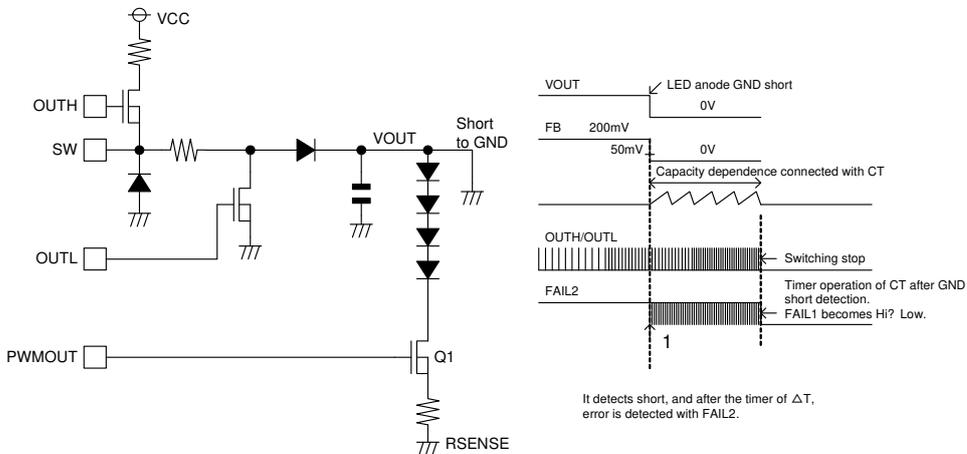 VCC
OUTH
SW
VOUT
Short
to GND
OUTL
PWMOUT
Q1
RSENSE
VOUT
LED anode GND short
0V
FB 200mV
50mV
0V
Capacity dependence connected with CT
OUTH/OUTL
Switching stop
FAIL2
Timer operation of CT after GND
short detection.
FAIL1 becomes Hi? Low.
1
It detects short, and after the timer of △T,
error is detected with FAIL2.